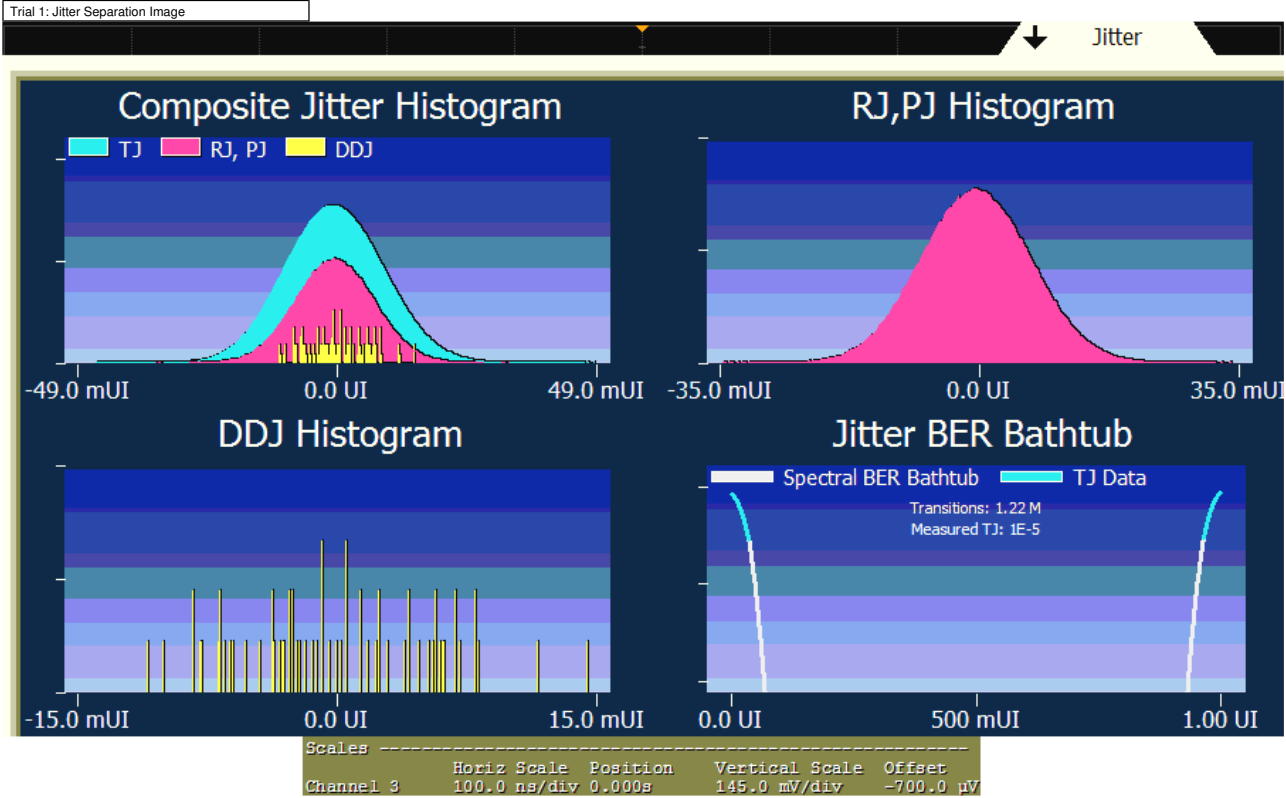 Trial 1: Jitter Separation Image
Jitter
Composite Jitter Histogram
TJ RJ, PJ DDJ
-49.0 mUI 0.0 UI 49.0 mUI
RJ,PJ Histogram
-35.0 mUI 0.0 UI 35.0 mUI
DDJ Histogram
-15.0 mUI 0.0 UI 15.0 mUI
Jitter BER Bathtub
Spectral BER Bathtub TJ Data
Transitions: 1.22 M
Measured TJ: 1E-5
0.0 UI 500 mUI 1.00 UI
Scales --------------------------------------------------------
Horiz Scale Position Vertical Scale Offset
Channel 3 100.0 ns/div 0.000s 145.0 mV/div -700.0 µV